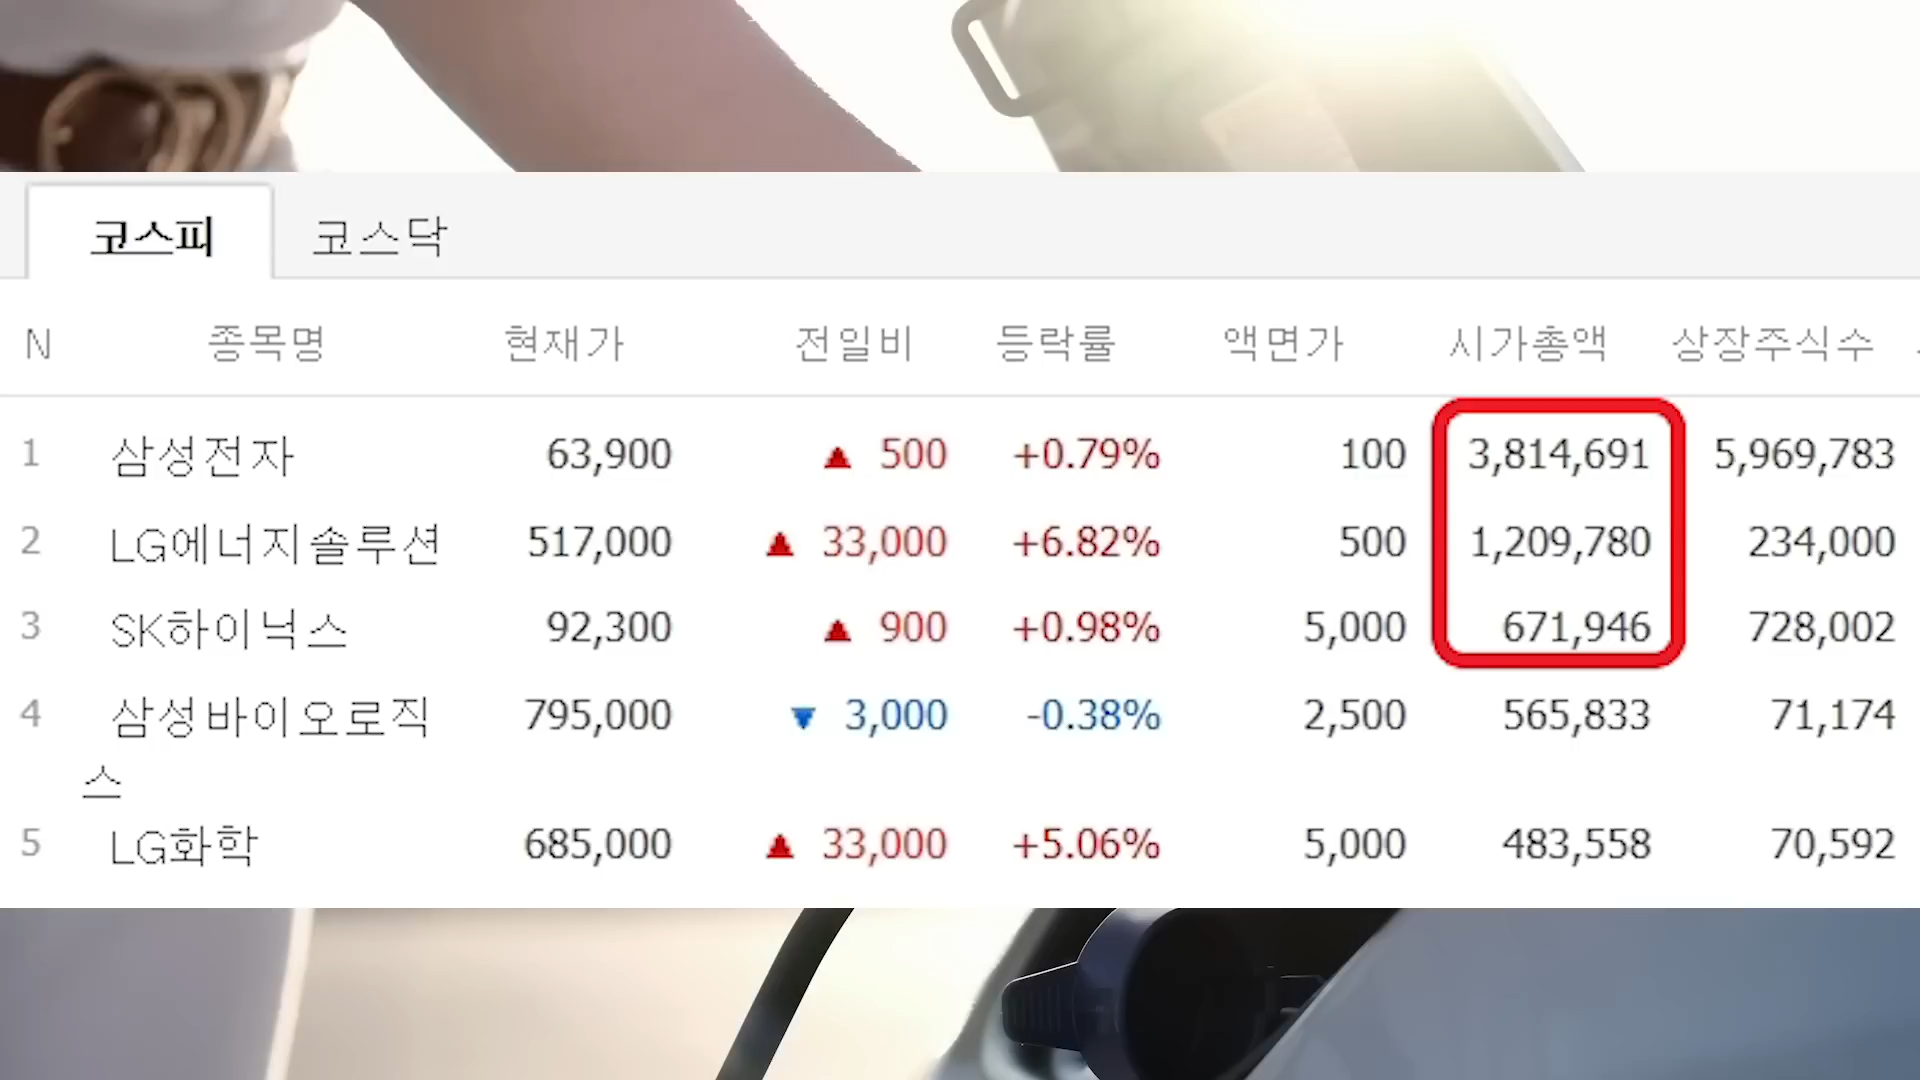 코스피 코스닥
N 종목명 현재가 전일비 등락률 액면가 시가총액 상장주식수
1 삼성전자 63,900 ▲ 500 +0.79% 100 3,814,691 5,969,783
2 LG에너지솔루션 517,000 ▲ 33,000 +6.82% 500 1,209,780 234,000
3 SK하이닉스 92,300 ▲ 900 +0.98% 5,000 671,946 728,002
4 삼성바이오로직 795,000 ▼ 3,000 -0.38% 2,500 565,833 71,174
스
5 LG화학 685,000 ▲ 33,000 +5.06% 5,000 483,558 70,592